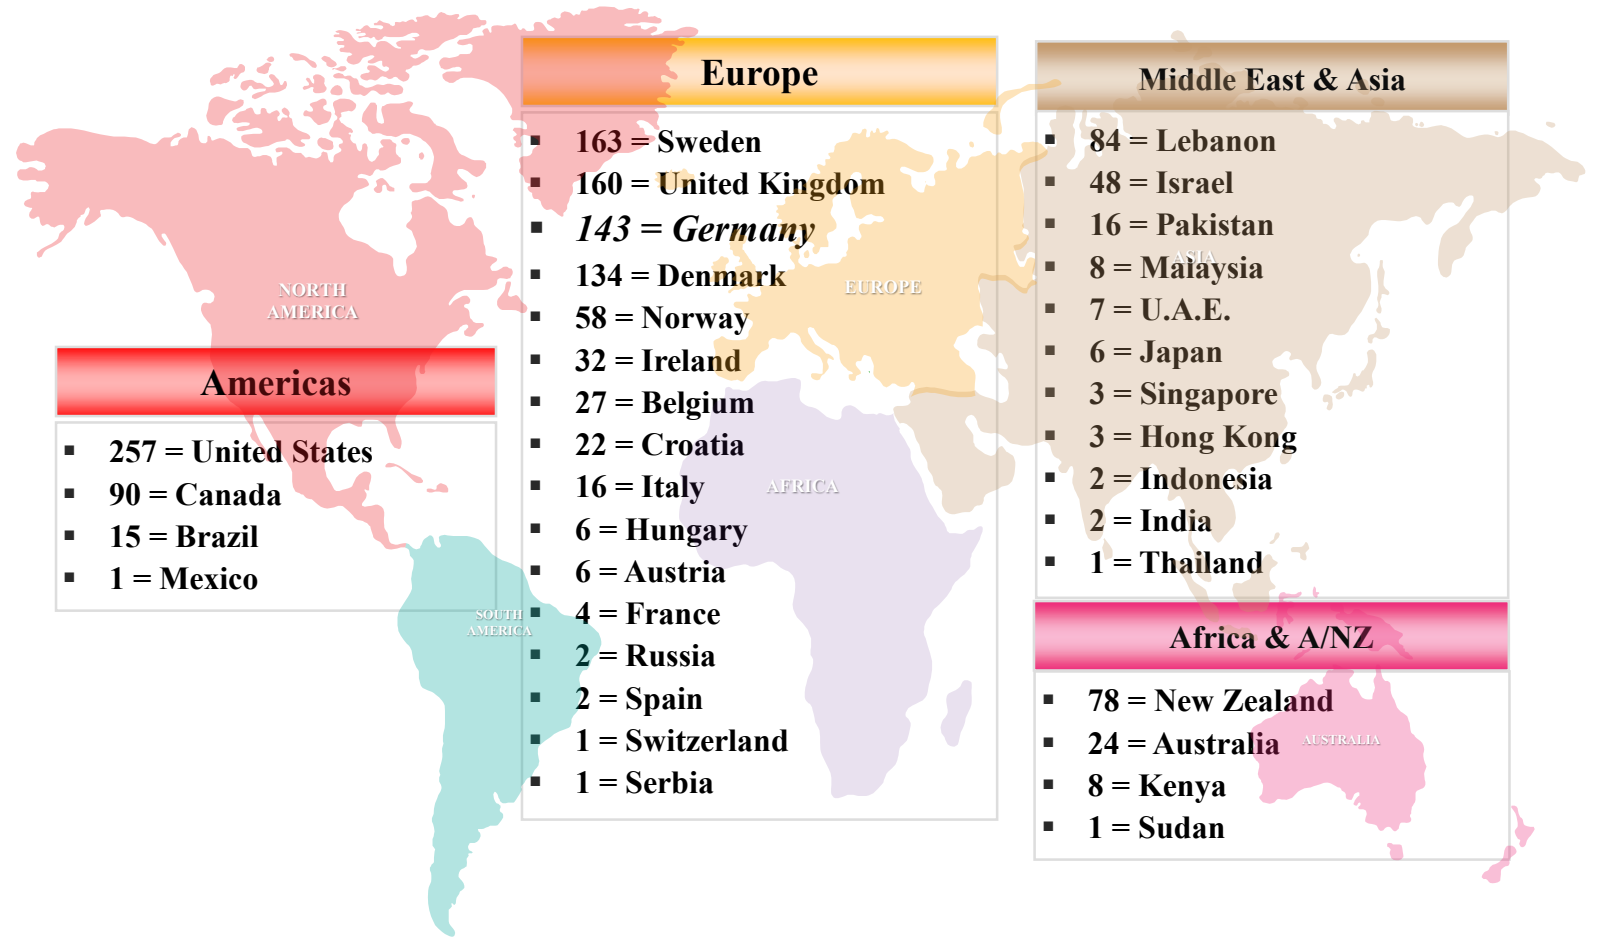 NORTH
AMERICA
Americas
▪ 257 = United States
▪ 90 = Canada
▪ 15 = Brazil
▪ 1 = Mexico
SOUTH
AMERICA
Europe
▪ 163 = Sweden
▪ 160 = United Kingdom
▪ 143 = Germany
▪ 134 = Denmark
▪ 58 = Norway
▪ 32 = Ireland
▪ 27 = Belgium
▪ 22 = Croatia
▪ 16 = Italy
▪ 6 = Hungary
▪ 6 = Austria
▪ 4 = France
▪ 2 = Russia
▪ 2 = Spain
▪ 1 = Switzerland
▪ 1 = Serbia
EUROPE
AFRICA
Middle East & Asia
▪ 84 = Lebanon
▪ 48 = Israel
▪ 16 = Pakistan
▪ 8 = Malaysia
▪ 7 = U.A.E.
▪ 6 = Japan
▪ 3 = Singapore
▪ 3 = Hong Kong
▪ 2 = Indonesia
▪ 2 = India
▪ 1 = Thailand
ASIA
Africa & A/NZ
▪ 78 = New Zealand
▪ 24 = Australia
▪ 8 = Kenya
▪ 1 = Sudan
AUSTRALIA